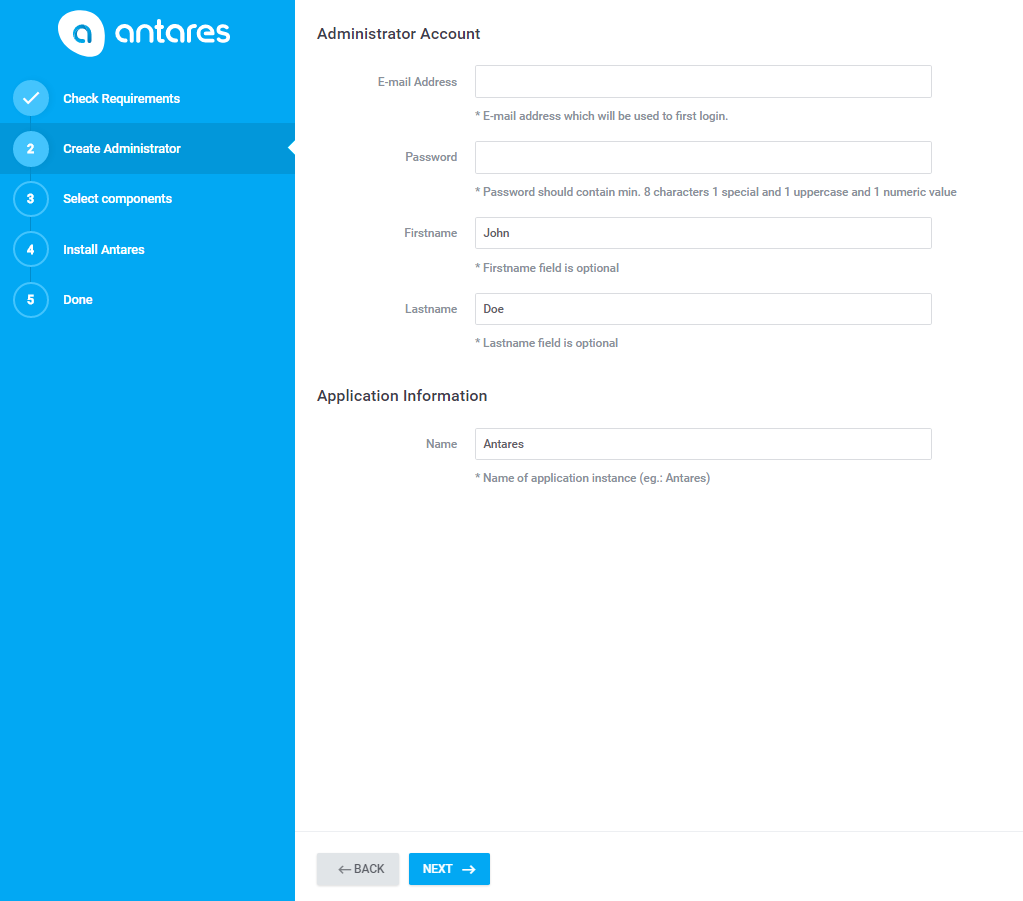 antares
Check Requirements
2 Create Administrator
3 Select components
4 Install Antares
5 Done
Administrator Account
E-mail Address
* E-mail address which will be used to first login.
Password
* Password should contain min. 8 characters 1 special and 1 uppercase and 1 numeric value
Firstname John
* Firstname field is optional
Lastname Doe
* Lastname field is optional
Application Information
Name Antares
* Name of application instance (eg.: Antares)
← BACK NEXT →